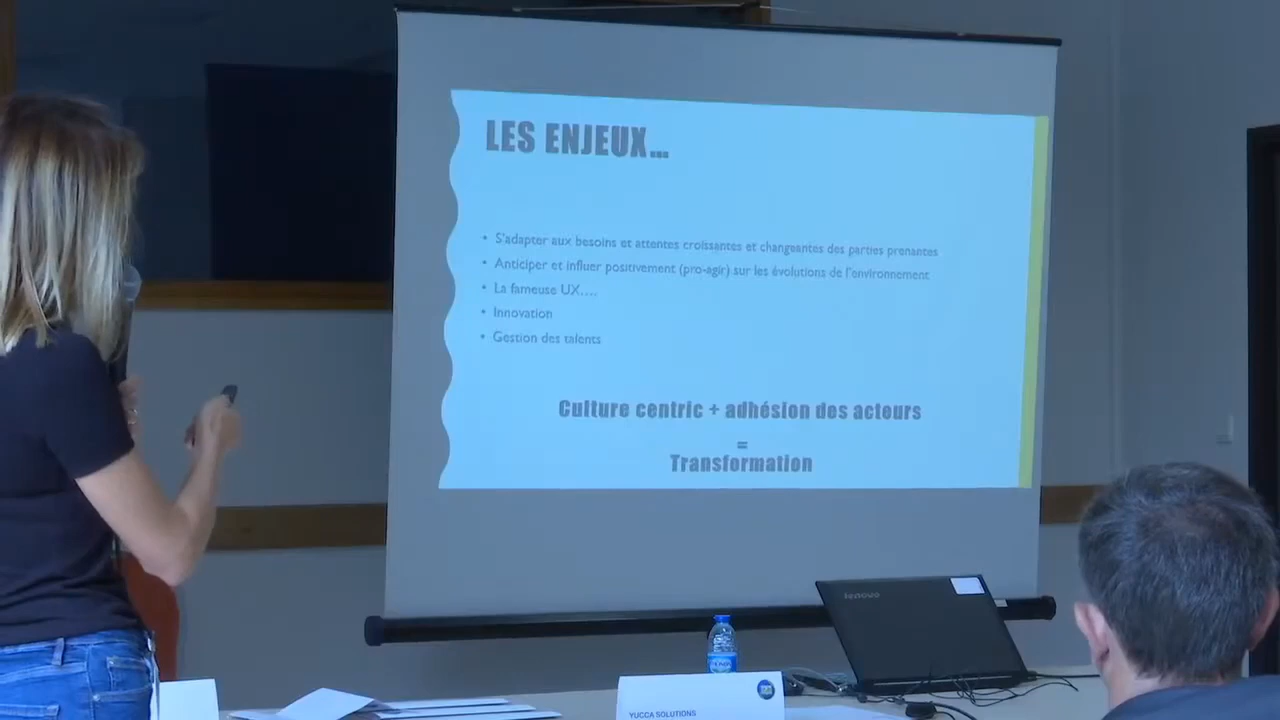 LES ENJEUX...
• S'adapter aux besoins et attentes croissantes et changeantes des parties prenantes
• Anticiper et influer positivement (pro-agir) sur les évolutions de l'environnement
• La fameuse UX....
• Innovation
• Gestion des talents
Culture centric + adhésion des acteurs
=
Transformation
lenovo
YUCCA SOLUTIONS